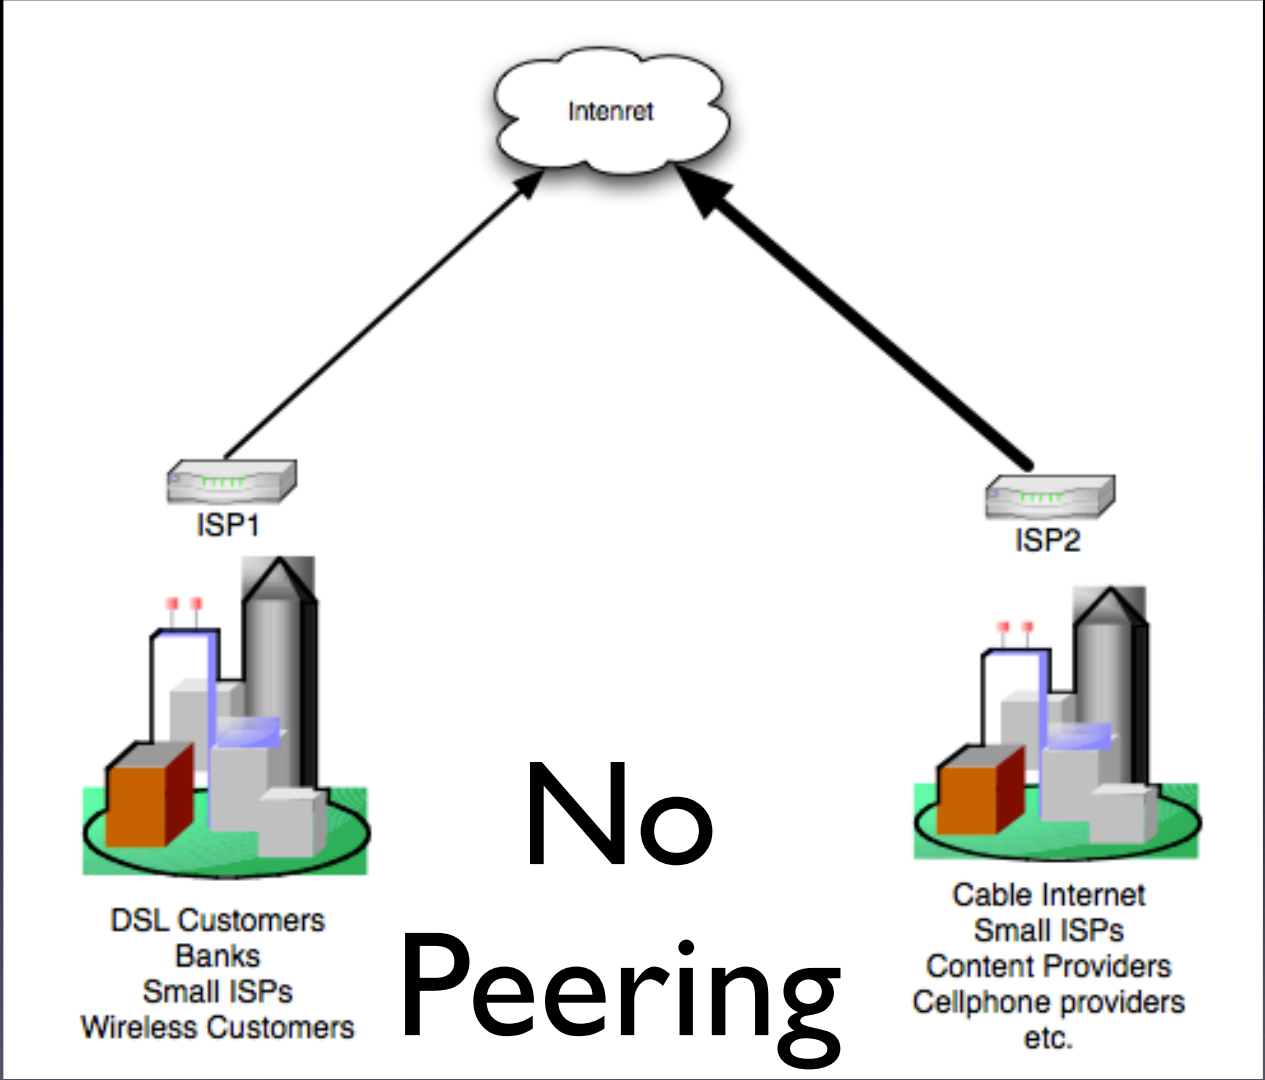 Intenret
ISP1
ISP2
No
Peering
DSL Customers
Banks
Small ISPs
Wireless Customers
Cable Internet
Small ISPs
Content Providers
Cellphone providers
etc.